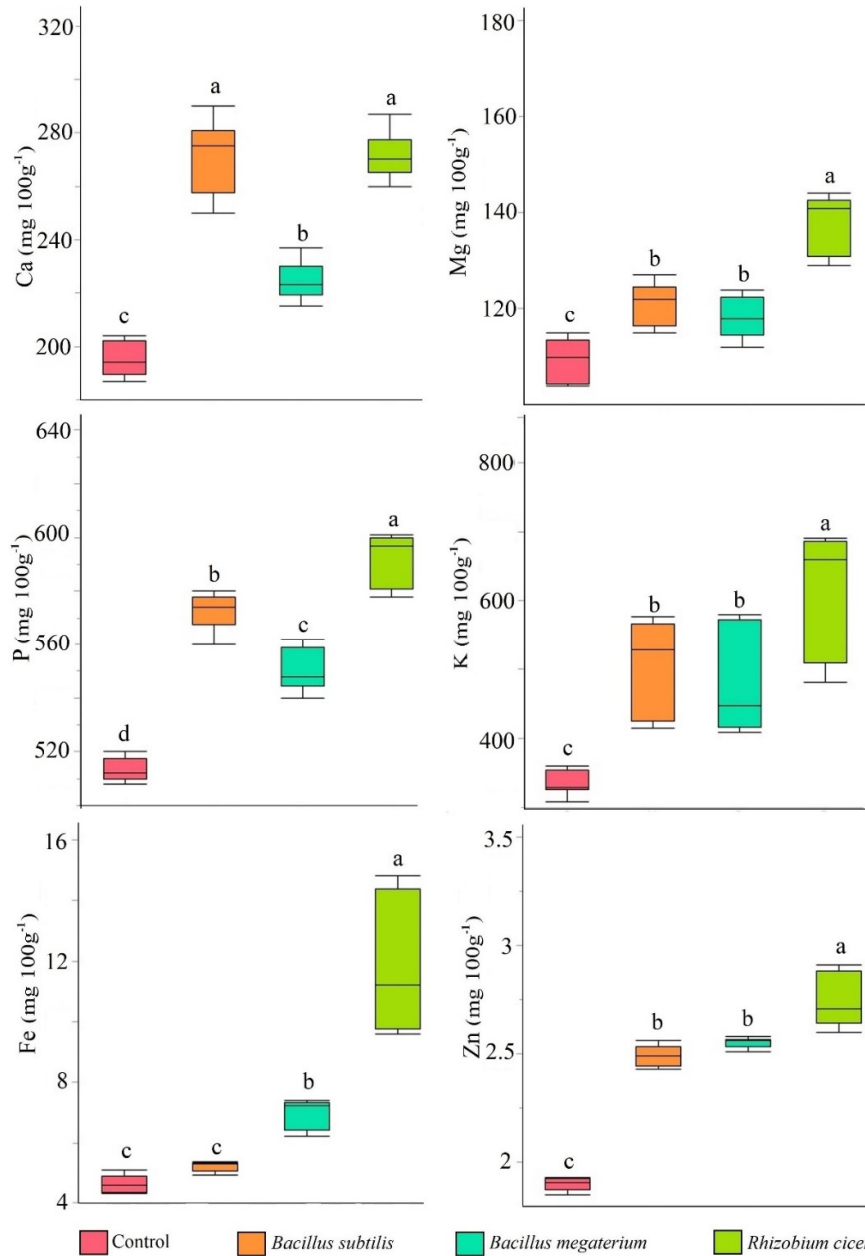 320
280
240
200
Ca (mg 100g⁻¹)
c
a
b
a
180
160
140
120
Mg (mg 100g⁻¹)
c
b
b
a
640
600
560
520
P (mg 100g⁻¹)
d
b
c
a
800
600
400
K (mg 100g⁻¹)
c
b
b
a
16
12
8
4
Fe (mg 100g⁻¹)
c
c
b
a
3.5
3
2.5
2
Zn (mg 100g⁻¹)
c
b
b
a
Control Bacillus subtilis Bacillus megaterium Rhizobium